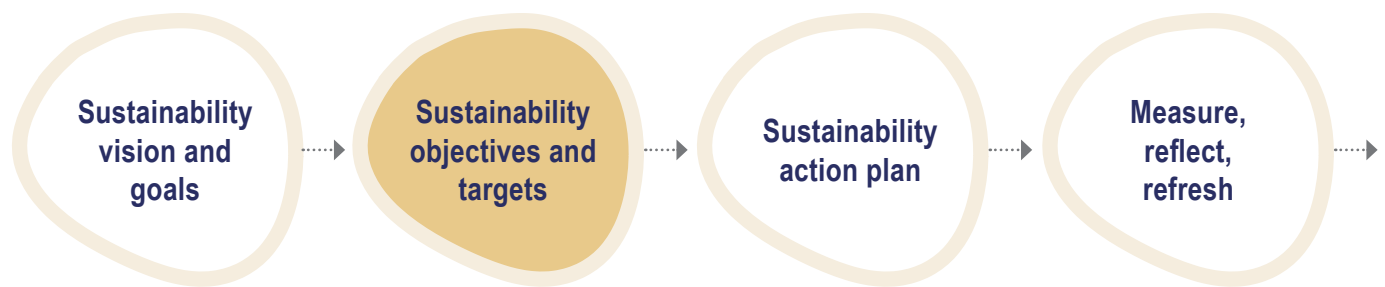 Sustainability
vision and
goals
Sustainability
objectives and
targets
Sustainability
action plan
Measure,
reflect,
refresh